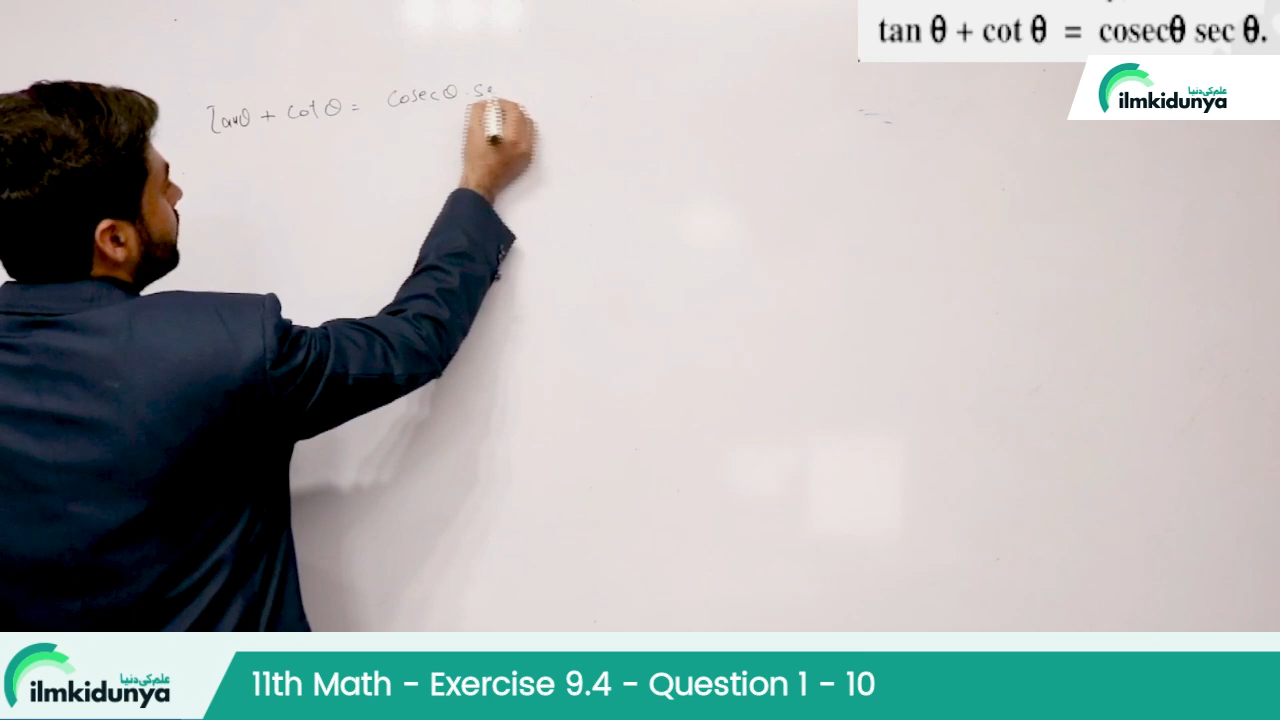 tan θ + cot θ = cosecθ sec θ.
علم کی دنیا
ilmkidunya
Tanθ + cot θ = cosecθ . se
علم کی دنیا
ilmkidunya
11th Math - Exercise 9.4 - Question 1 - 10